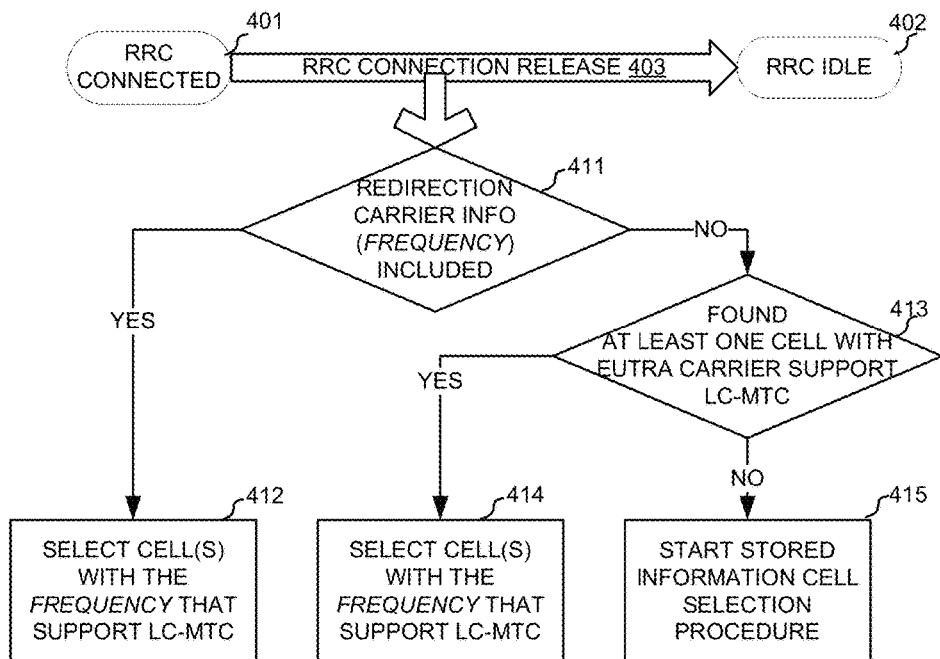 401
402
RRC
CONNECTED
RRC CONNECTION RELEASE 403
RRC IDLE
411
REDIRECTION
CARRIER INFO
(FREQUENCY)
INCLUDED
NO
YES
413
FOUND
AT LEAST ONE CELL WITH
EUTRA CARRIER SUPPORT
LC-MTC
YES
NO
412
SELECT CELL(S)
WITH THE
FREQUENCY THAT
SUPPORT LC-MTC
414
SELECT CELL(S)
WITH THE
FREQUENCY THAT
SUPPORT LC-MTC
415
START STORED
INFORMATION CELL
SELECTION
PROCEDURE